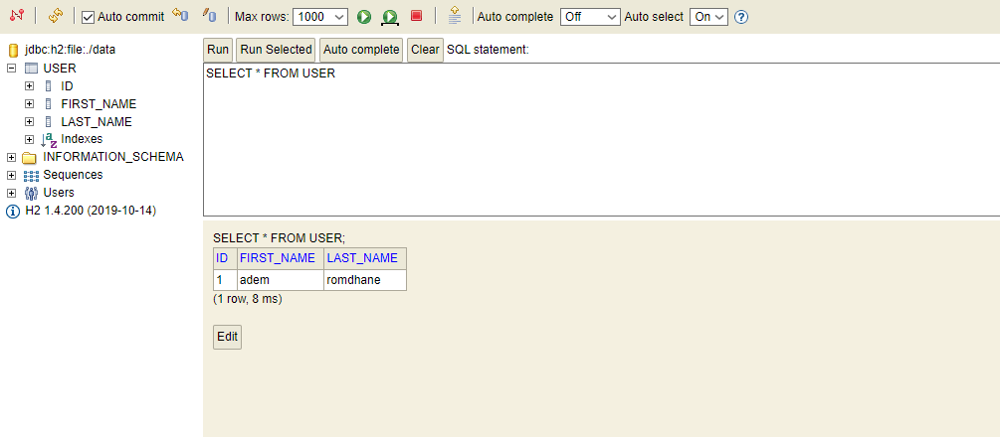 Auto commit Max rows: 1000 Auto complete Off Auto select On
jdbc:h2:file:./data
USER
ID
FIRST_NAME
LAST_NAME
Indexes
INFORMATION_SCHEMA
Sequences
Users
H2 1.4.200 (2019-10-14)
Run Run Selected Auto complete Clear SQL statement:
SELECT * FROM USER
SELECT * FROM USER;
ID FIRST_NAME LAST_NAME
1 adem romdhane
(1 row, 8 ms)
Edit